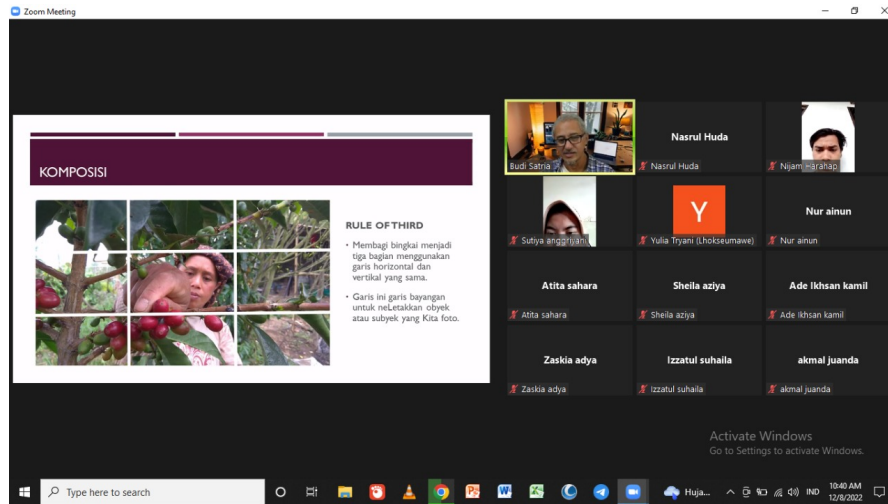 Zoom Meeting
KOMPOSISI
RULE OF THIRD
• Membagi bingkai menjadi
tiga bagian menggunakan
garis horizontal dan
vertikal yang sama.
• Garis ini garis bayangan
untuk neLetakkan obyek
atau subyek yang Kita foto.
Budi Satria
Nasrul Huda
Nasrul Huda
Nijam Harahap
Sutiya anggriyani
Y
Yulia Tryani (Lhokseumawe)
Nur ainun
Nur ainun
Atita sahara
Atita sahara
Sheila aziya
Sheila aziya
Ade Ikhsan kamil
Ade Ikhsan kamil
Zaskia adya
Zaskia adya
Izzatul suhaila
Izzatul suhaila
akmal juanda
akmal juanda
Activate Windows
Go to Settings to activate Windows.
Type here to search
Huja...
IND
10:40 AM
12/8/2022